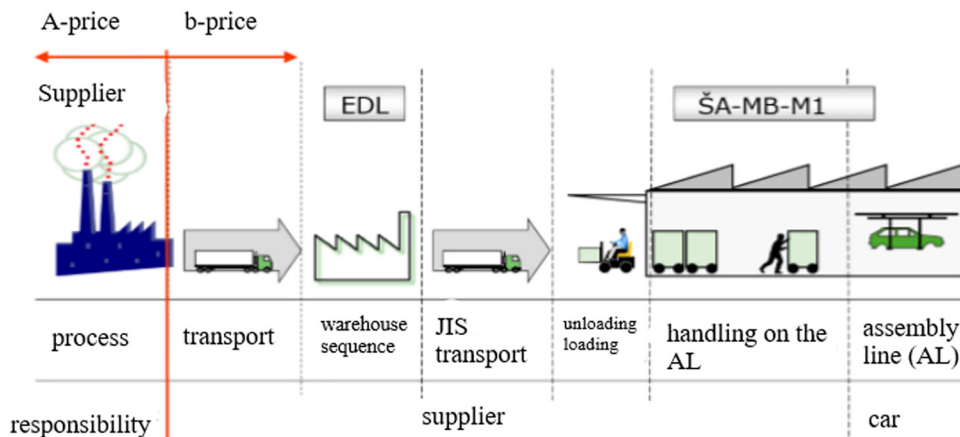 A-price
b-price
Supplier
EDL
ŠA-MB-M1
process
transport
warehouse
sequence
JIS
transport
unloading
loading
handling on the
AL
assembly
line (AL)
responsibility
supplier
car